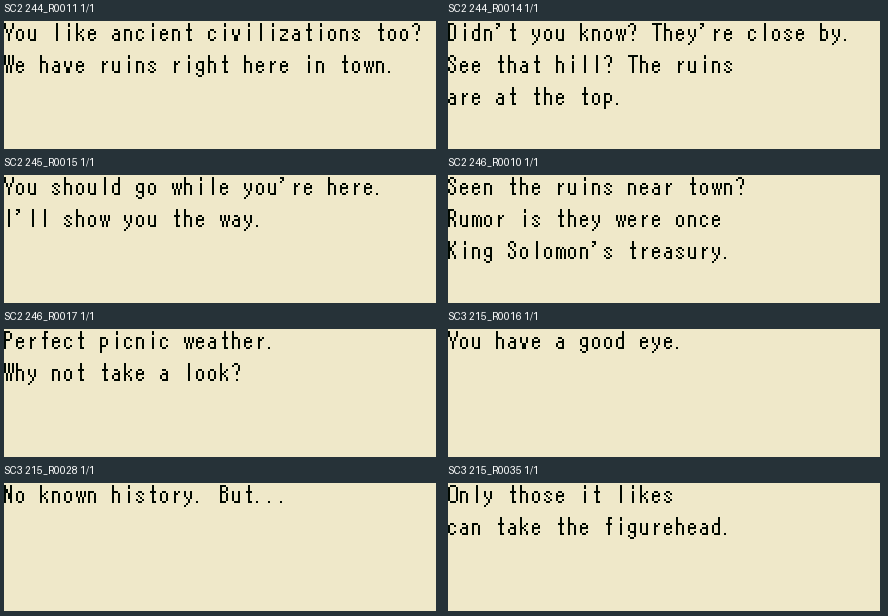 SC2 244_R0011 1/1
You like ancient civilizations too?
We have ruins right here in town.
SC2 244_R0014 1/1
Didn't you know? They're close by.
See that hill? The ruins
are at the top.
SC2 245_R0015 1/1
You should go while you're here.
I'll show you the way.
SC2 246_R0010 1/1
Seen the ruins near town?
Rumor is they were once
King Solomon's treasury.
SC2 246_R0017 1/1
Perfect picnic weather.
Why not take a look?
SC3 215_R0016 1/1
You have a good eye.
SC3 215_R0028 1/1
No known history. But...
SC3 215_R0035 1/1
Only those it likes
can take the figurehead.